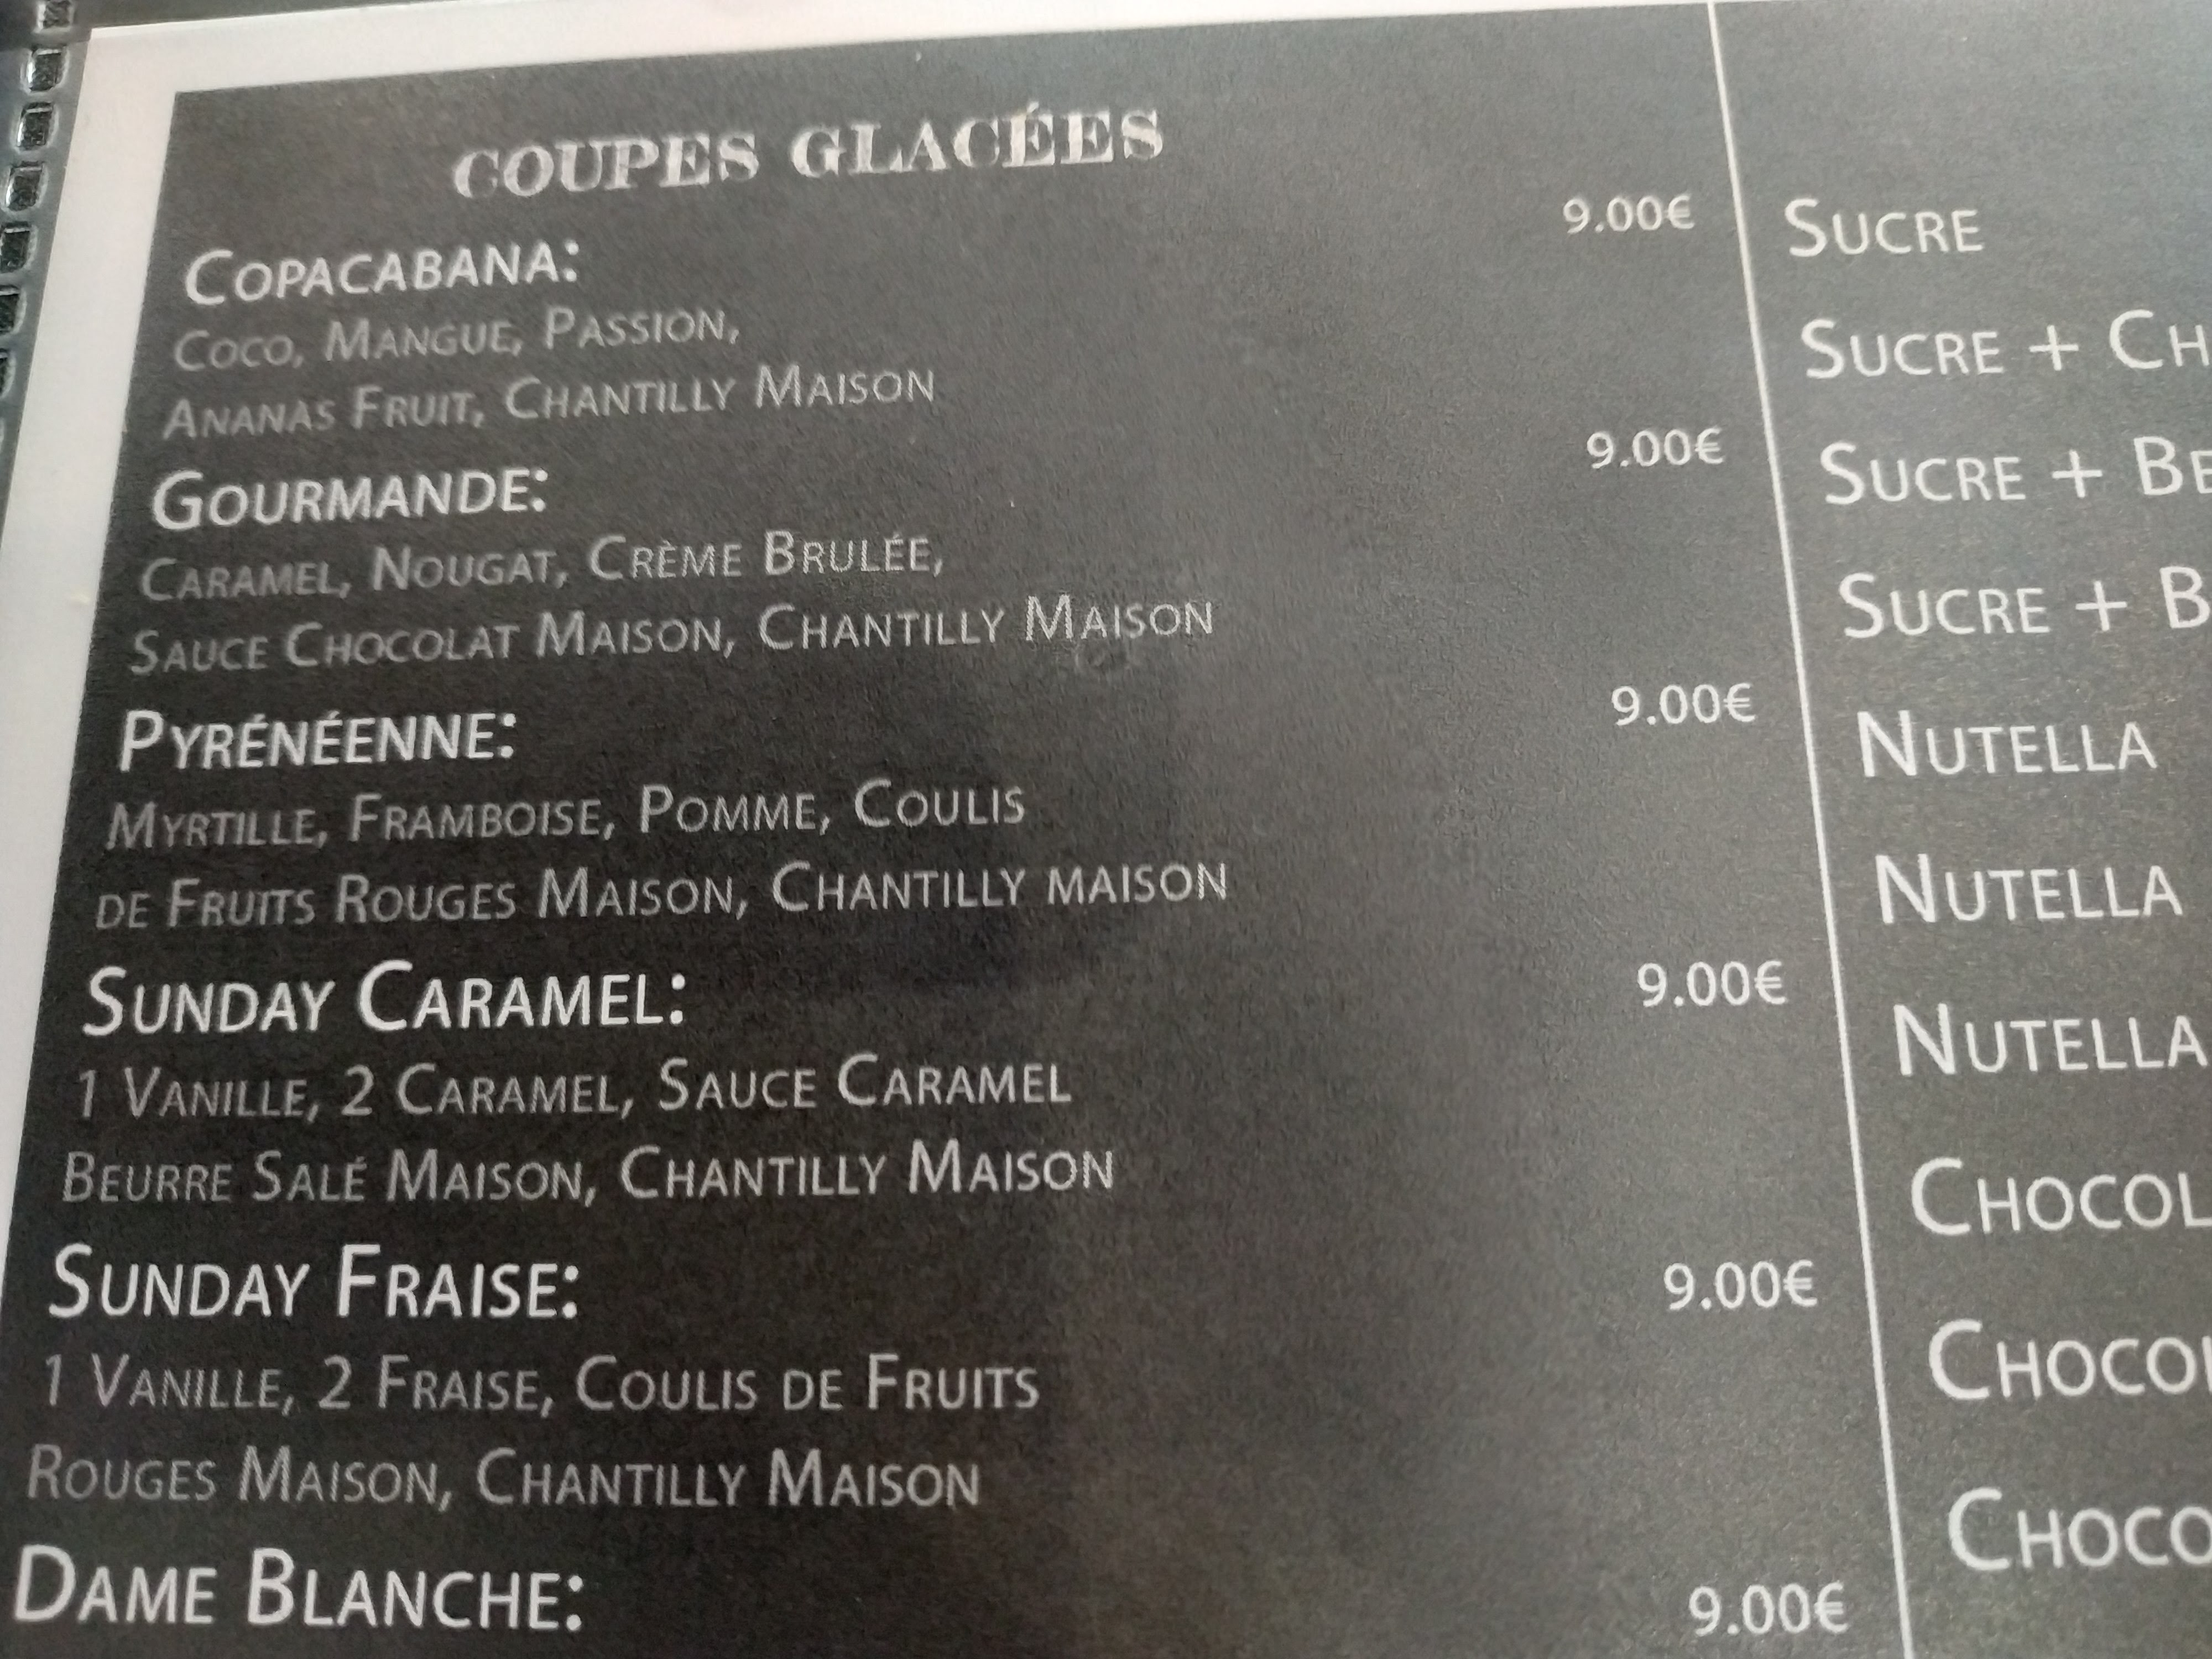 COUPES GLACÉES
COPACABANA: 9.00€
COCO, MANGUE, PASSION,
ANANAS FRUIT, CHANTILLY MAISON
GOURMANDE: 9.00€
CARAMEL, NOUGAT, CRÈME BRULÉE,
SAUCE CHOCOLAT MAISON, CHANTILLY MAISON
PYRÉNÉENNE: 9.00€
MYRTILLE, FRAMBOISE, POMME, COULIS
DE FRUITS ROUGES MAISON, CHANTILLY MAISON
SUNDAY CARAMEL: 9.00€
1 VANILLE, 2 CARAMEL, SAUCE CARAMEL
BEURRE SALÉ MAISON, CHANTILLY MAISON
SUNDAY FRAISE: 9.00€
1 VANILLE, 2 FRAISE, COULIS DE FRUITS
ROUGES MAISON, CHANTILLY MAISON
DAME BLANCHE: 9.00€
SUCRE
SUCRE +
SUCRE +
SUCRE +
NUTELLA
NUTELLA
NUTELLA